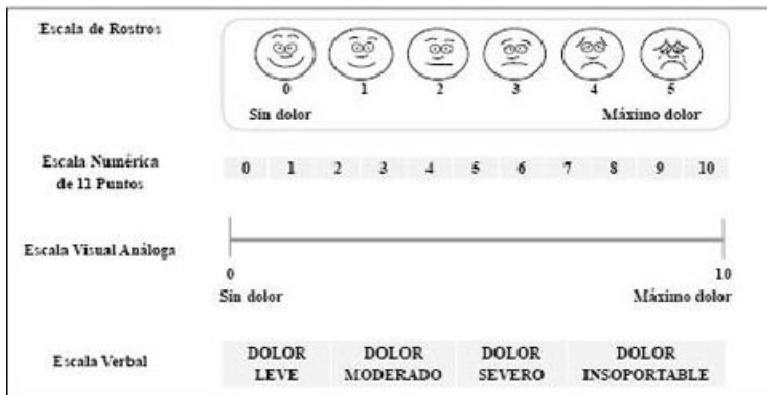 Escala de Rostros
0 1 2 3 4 5
Sin dolor Máximo dolor
Escala Numérica
de 11 Puntos
0 1 2 3 4 5 6 7 8 9 10
Escala Visual Análoga
0 10
Sin dolor Máximo dolor
Escala Verbal
DOLOR LEVE
DOLOR MODERADO
DOLOR SEVERO
DOLOR INSOPORTABLE